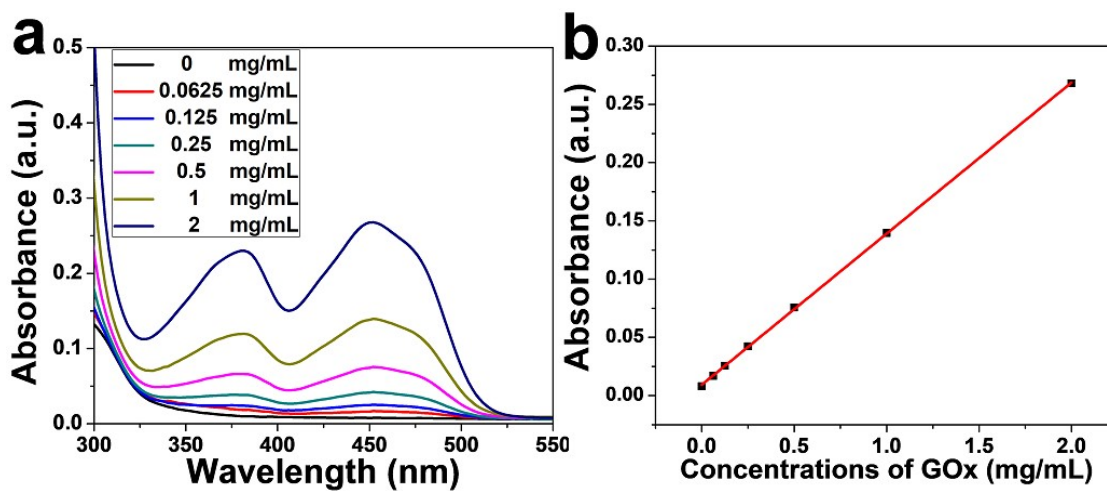 a
0.5
0.4
0.3
0.2
0.1
0.0
Absorbance (a.u.)
0 mg/mL
0.0625 mg/mL
0.125 mg/mL
0.25 mg/mL
0.5 mg/mL
1 mg/mL
2 mg/mL
300 350 400 450 500 550
Wavelength (nm)
b
0.30
0.25
0.20
0.15
0.10
0.05
0.00
Absorbance (a.u.)
0.0 0.5 1.0 1.5 2.0
Concentrations of GOx (mg/mL)